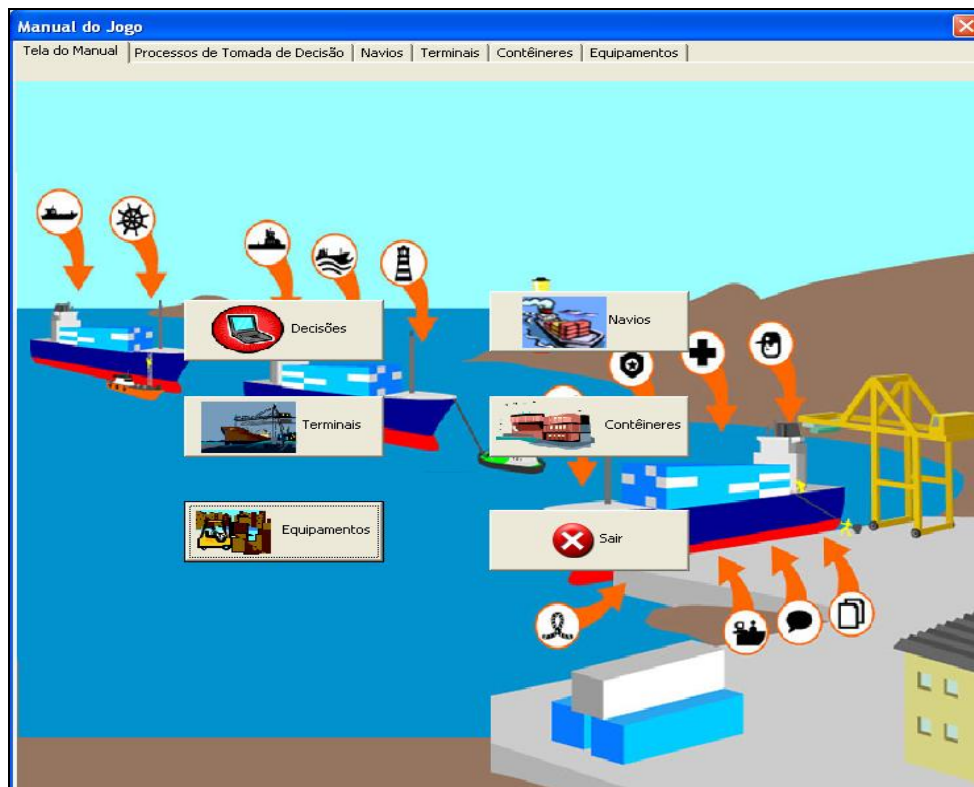 Manual do Jogo
Tela do Manual Processos de Tomada de Decisão Navios Terminais Contêineres Equipamentos
Decisões
Navios
Terminais
Contêineres
Equipamentos
Sair